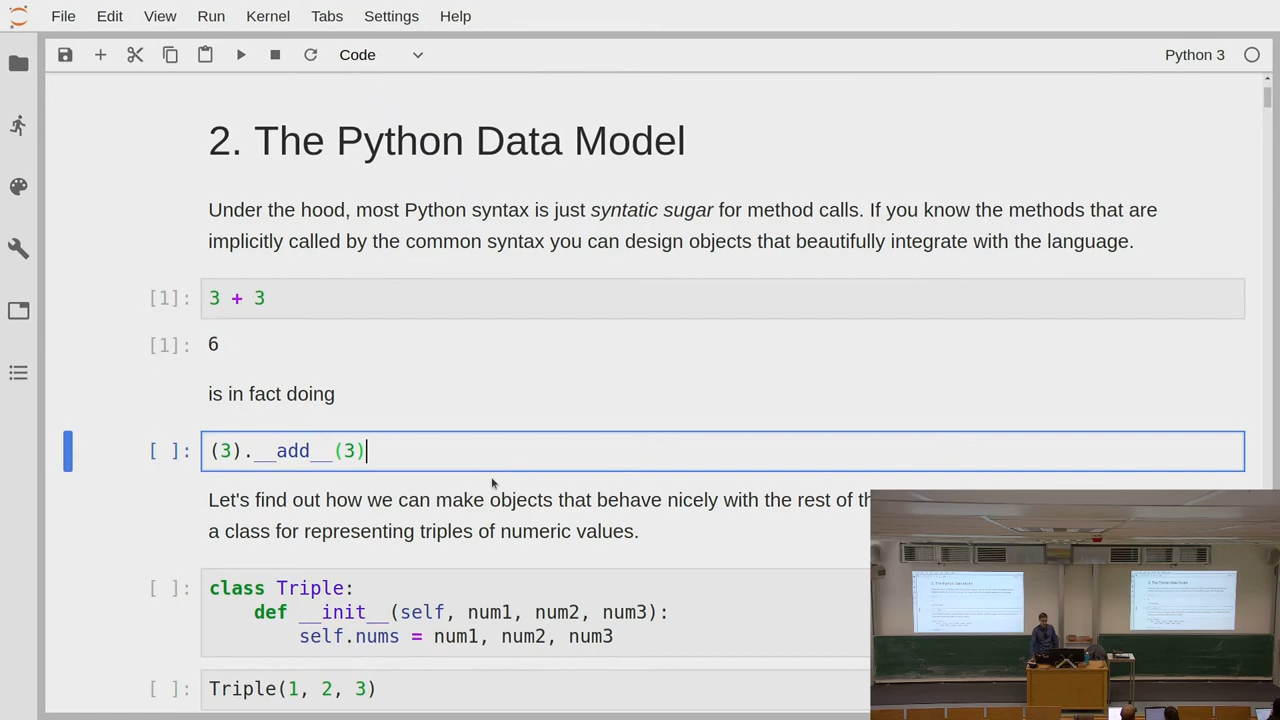 File Edit View Run Kernel Tabs Settings Help
Code
Python 3
2. The Python Data Model
Under the hood, most Python syntax is just syntatic sugar for method calls. If you know the methods that are
implicitly called by the common syntax you can design objects that beautifully integrate with the language.
[1]: 3 + 3
[1]: 6
is in fact doing
[ ]: (3).__add__(3)
Let's find out how we can make objects that behave nicely with the rest of th
a class for representing triples of numeric values.
[ ]: class Triple:
def __init__(self, num1, num2, num3):
self.nums = num1, num2, num3
[ ]: Triple(1, 2, 3)